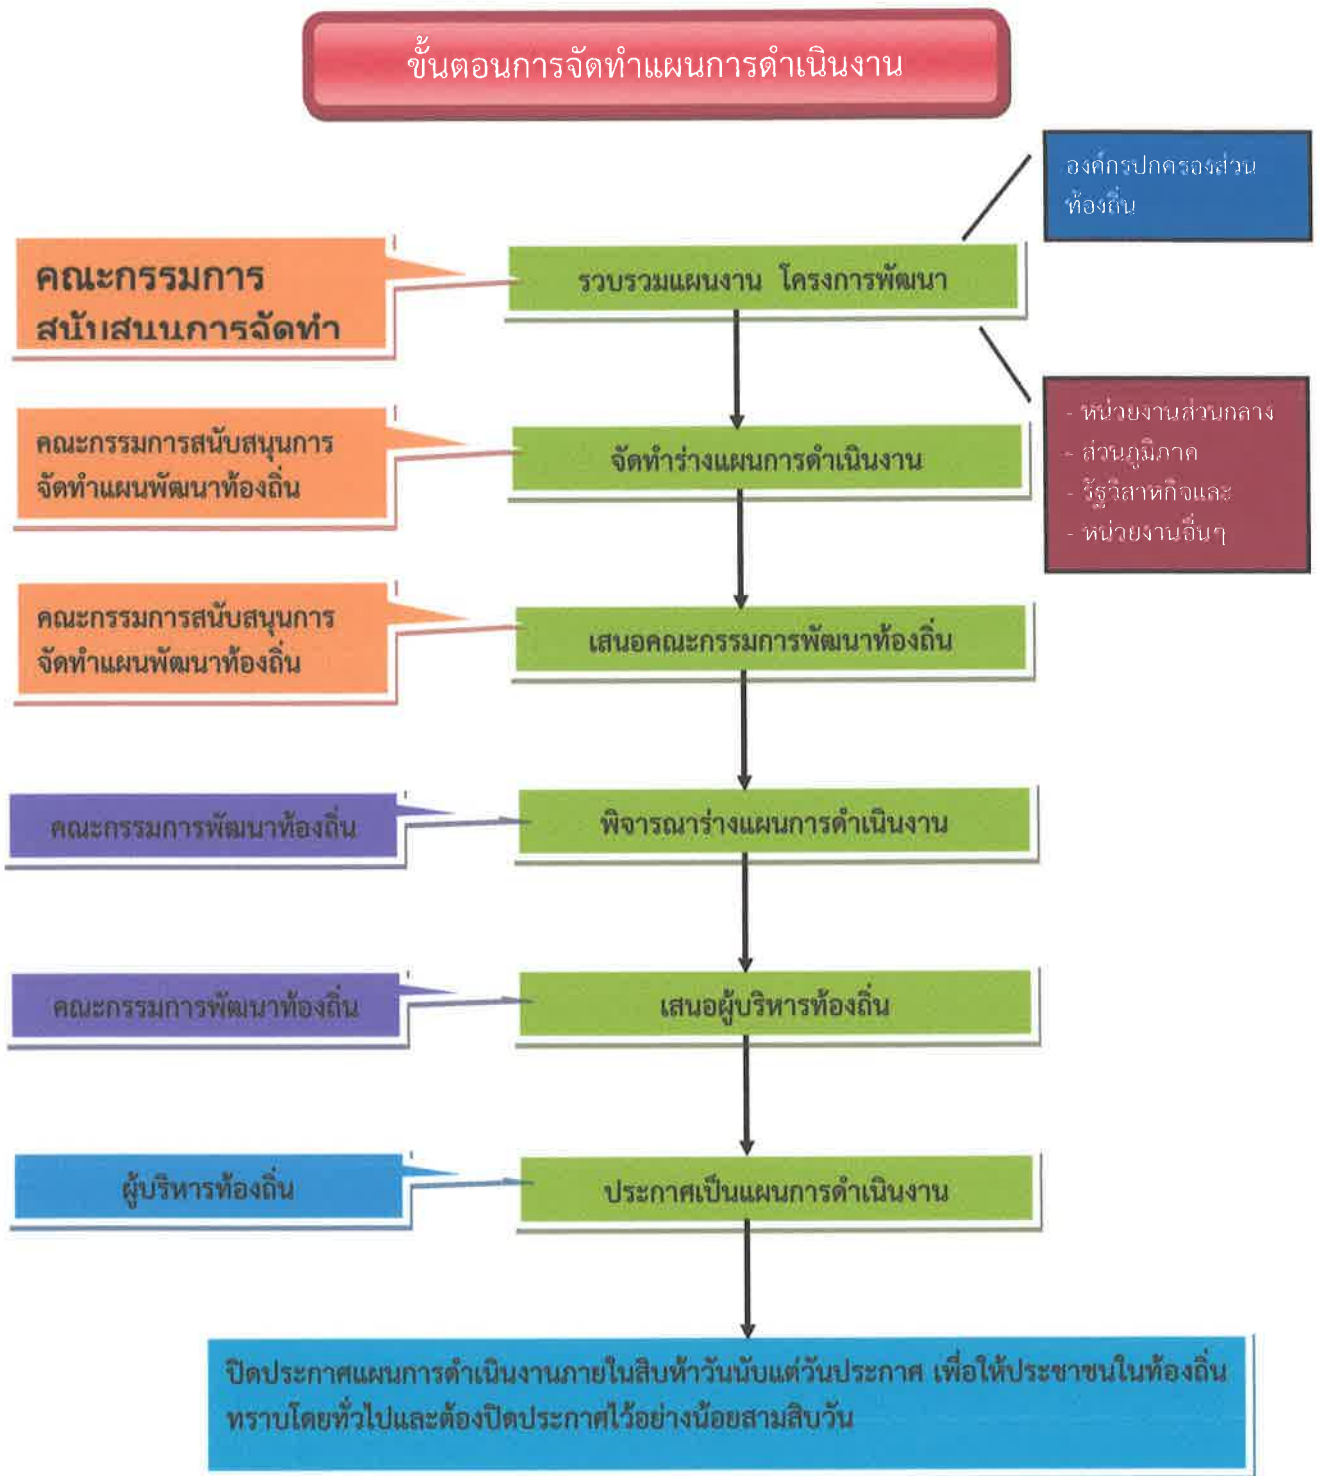 ขั้นตอนการจัดทำแผนการดำเนินงาน
องค์กรปกครองส่วน
ท้องถิ่น
คณะกรรมการ
สนับสนุนการจัดทำ
รวบรวมแผนงาน โครงการพัฒนา
- หน่วยงานส่วนกลาง
- ส่วนภูมิภาค
- รัฐวิสาหกิจและ
- หน่วยงานอื่นๆ
คณะกรรมการสนับสนุนการ
จัดทำแผนพัฒนาท้องถิ่น
จัดทำร่างแผนการดำเนินงาน
คณะกรรมการสนับสนุนการ
จัดทำแผนพัฒนาท้องถิ่น
เสนอคณะกรรมการพัฒนาท้องถิ่น
คณะกรรมการพัฒนาท้องถิ่น
พิจารณาร่างแผนการดำเนินงาน
คณะกรรมการพัฒนาท้องถิ่น
เสนอผู้บริหารท้องถิ่น
ผู้บริหารท้องถิ่น
ประกาศเป็นแผนการดำเนินงาน
ปิดประกาศแผนการดำเนินงานภายในสิบห้าวันนับแต่วันประกาศ เพื่อให้ประชาชนในท้องถิ่น
ทราบโดยทั่วไปและต้องปิดประกาศไว้อย่างน้อยสามสิบวัน